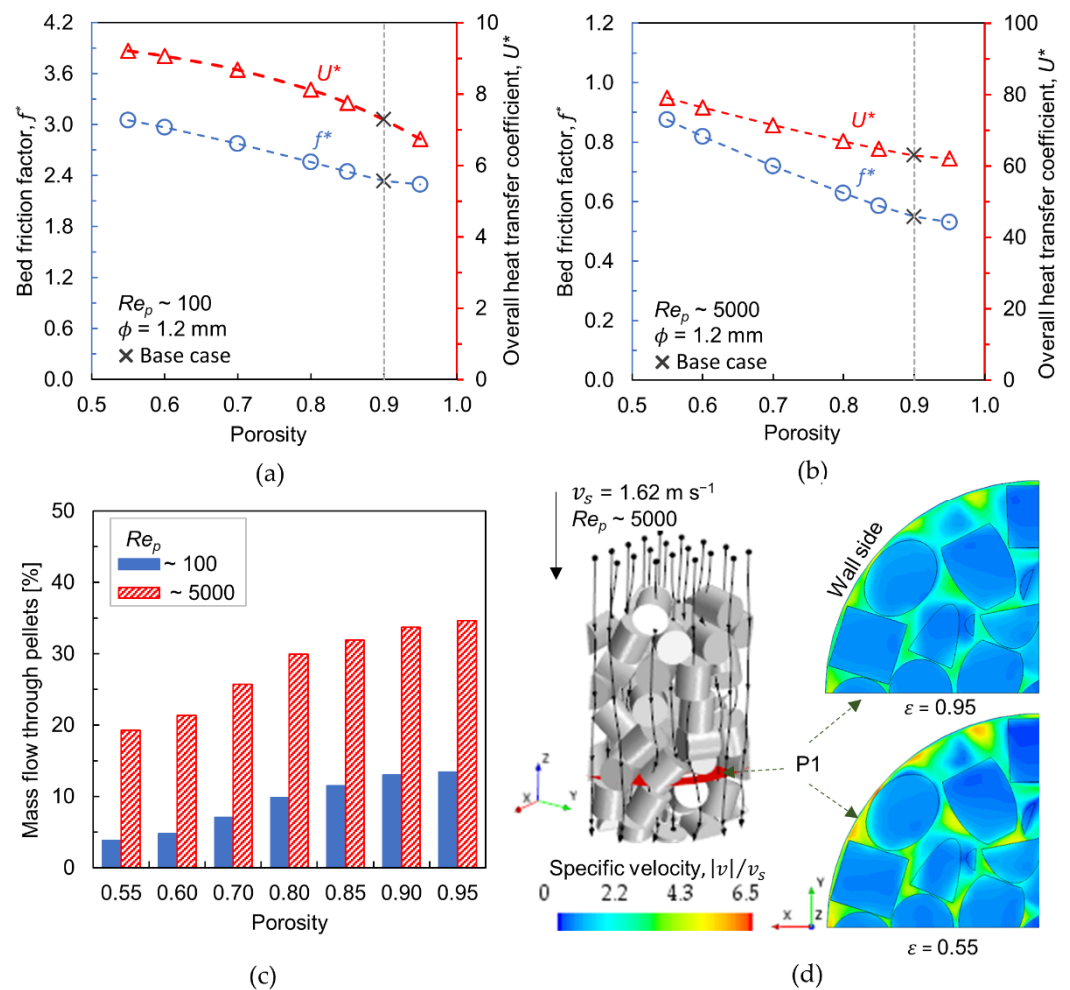 Bed friction factor, f*
4.2
3.6
3.0
2.4
1.8
1.2
0.6
0.0
U*
f*
Re_p ~ 100
ϕ = 1.2 mm
× Base case
10
8
6
4
2
0
Overall heat transfer coefficient, U*
0.5 0.6 0.7 0.8 0.9 1.0
Porosity
(a)
Bed friction factor, f*
1.2
1.0
0.8
0.6
0.4
0.2
0.0
U*
f*
Re_p ~ 5000
ϕ = 1.2 mm
× Base case
100
80
60
40
20
0
Overall heat transfer coefficient, U*
0.5 0.6 0.7 0.8 0.9 1.0
Porosity
(b)
Mass flow through pellets [%]
50
40
30
20
10
0
Re_p
~ 100
~ 5000
0.55 0.60 0.70 0.80 0.85 0.90 0.95
Porosity
(c)
v_s = 1.62 m s⁻¹
Re_p ~ 5000
Z
X
Y
Specific velocity, |v|/v_s
0 2.2 4.3 6.5
Wall side
ε = 0.95
P1
Y
X
Z
ε = 0.55
(d)